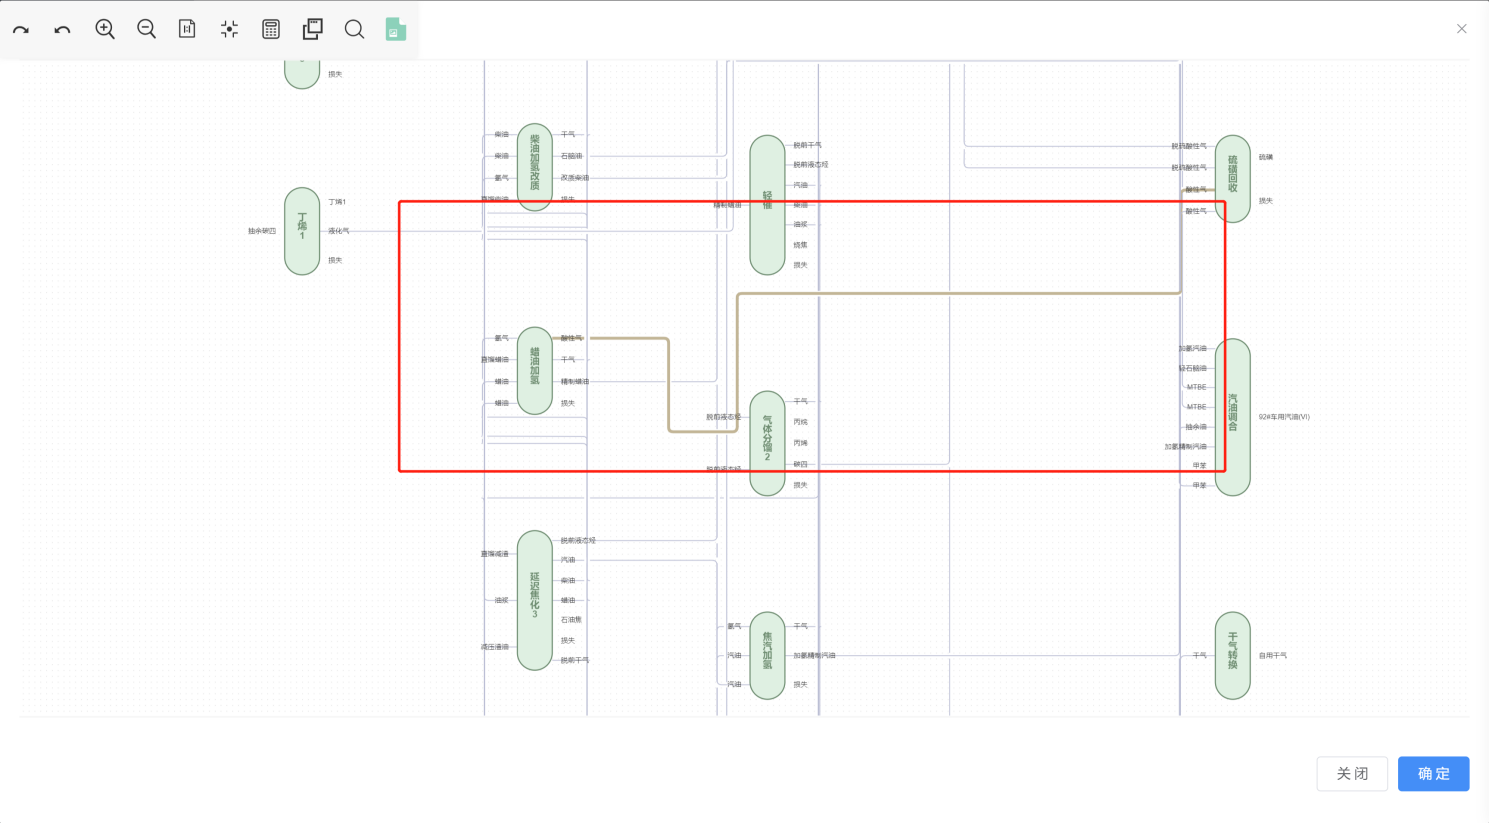 损失
柴油
柴油
氢气
直馏柴油
柴油加氢改质
干气
石脑油
改质柴油
损失
抽余碳四
丁烯1
丁烯1
液化气
损失
精制蜡油
轻催
脱前干气
脱前液态烃
汽油
柴油
油浆
烧焦
损失
脱硫酸性气
脱硫酸性气
酸性气
酸性气
硫磺回收
硫磺
损失
氢气
直馏蜡油
蜡油
蜡油
蜡油加氢
酸性气
干气
精制蜡油
损失
脱前液态烃
脱前液态烃
气体分馏2
干气
丙烷
丙烯
碳四
损失
加氢汽油
轻石脑油
MTBE
MTBE
抽余油
加氢精制汽油
甲苯
甲苯
汽油调合
92#车用汽油(VI)
直馏减油
油浆
减压渣油
延迟焦化3
脱前液态烃
汽油
柴油
蜡油
石油焦
损失
脱前干气
氢气
汽油
汽油
焦汽加氢
干气
加氢精制汽油
损失
干气
干气转换
自用干气
关闭
确定